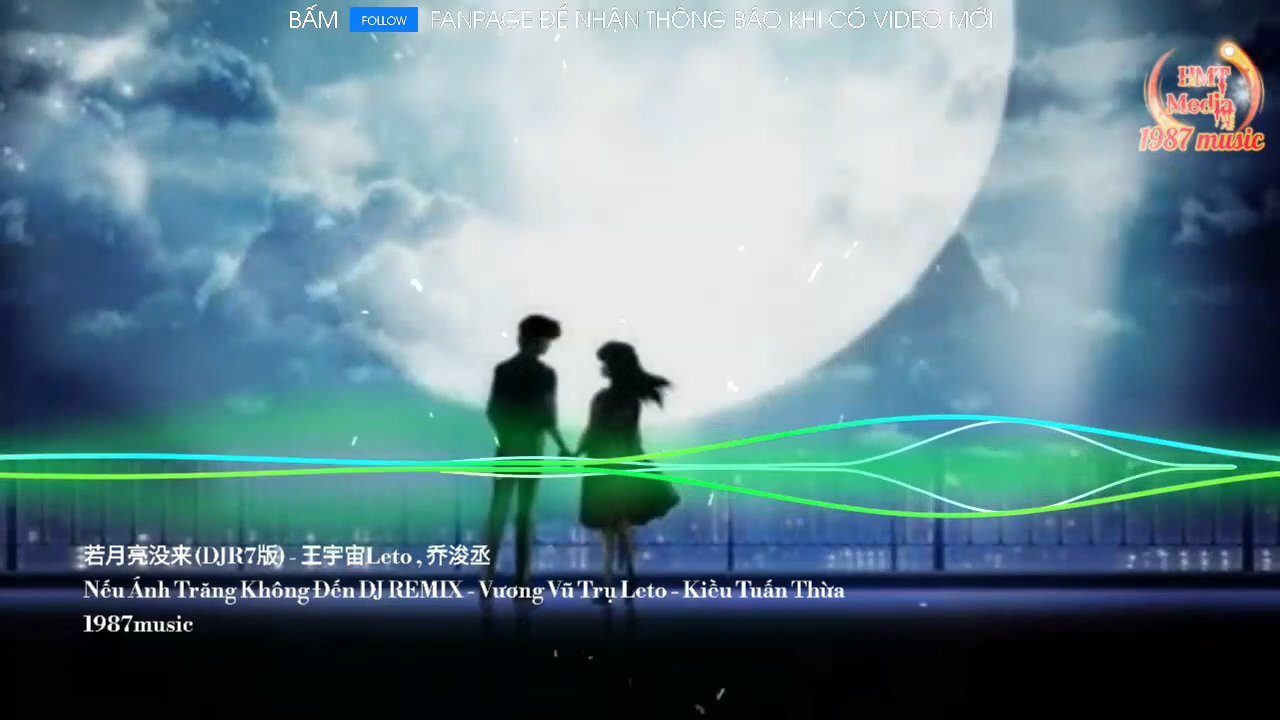 BẤM FOLLOW FANPAGE ĐỂ NHẬN THÔNG BÁO KHI CÓ VIDEO MỚI
HMT
Media
1987 music
若月亮没来 (DJR7版) - 王宇宙Leto , 乔浚丞
Nếu Ánh Trăng Không Đến DJ REMIX - Vương Vũ Trụ Leto - Kiều Tuấn Thừa
1987music